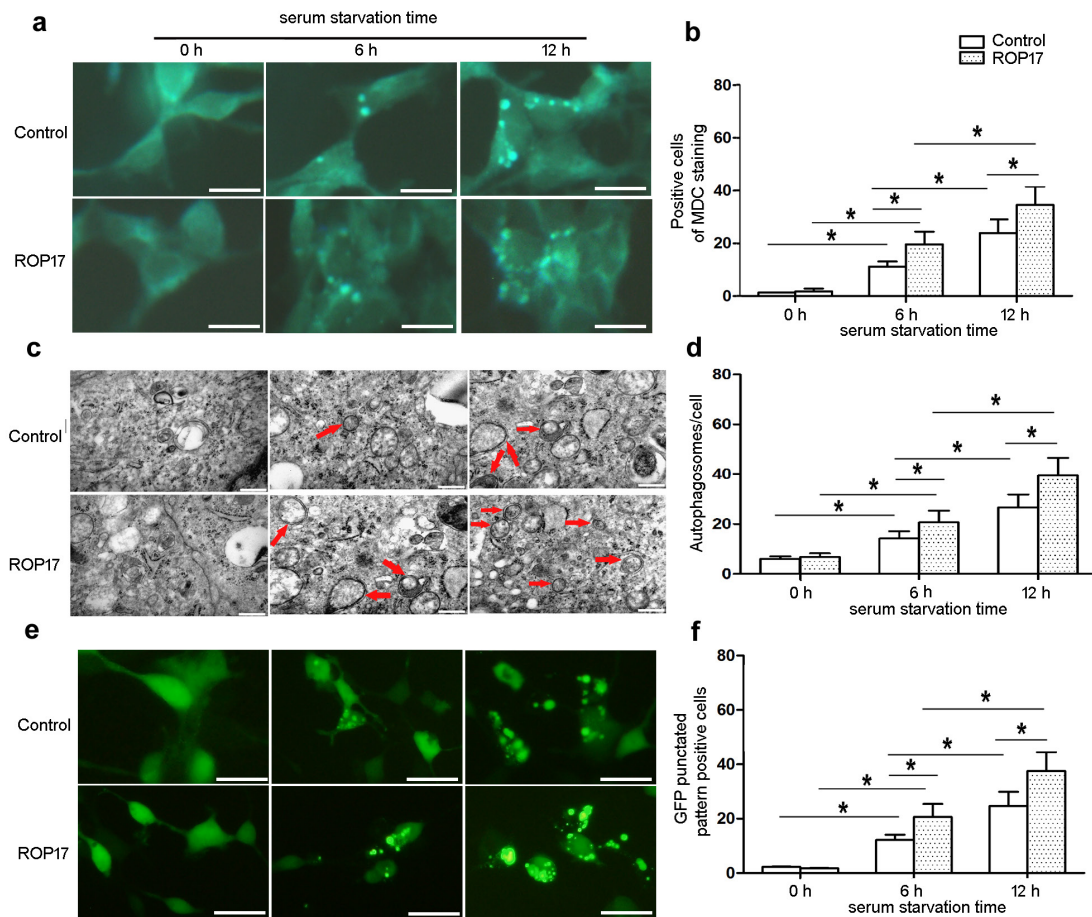 a
serum starvation time
0 h 6 h 12 h
Control
ROP17
b
Control
ROP17
Positive cells
of MDC staining
80
60
40
20
0
* * * * * *
0 h 6 h 12 h
serum starvation time
c
Control
ROP17
d
Autophagosomes/cell
80
60
40
20
0
* * * * * *
0 h 6 h 12 h
serum starvation time
e
Control
ROP17
f
GFP punctated
pattern positive cells
80
60
40
20
0
* * * * * *
0 h 6 h 12 h
serum starvation time